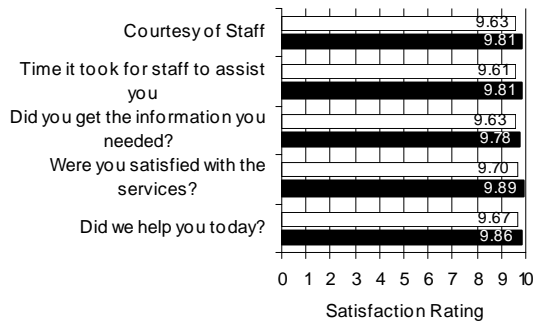 Courtesy of Staff
9.63
9.81
Time it took for staff to assist
you
9.61
9.81
Did you get the information you
needed?
9.63
9.78
Were you satisfied with the
services?
9.70
9.89
Did we help you today?
9.67
9.86
0 1 2 3 4 5 6 7 8 9 10
Satisfaction Rating